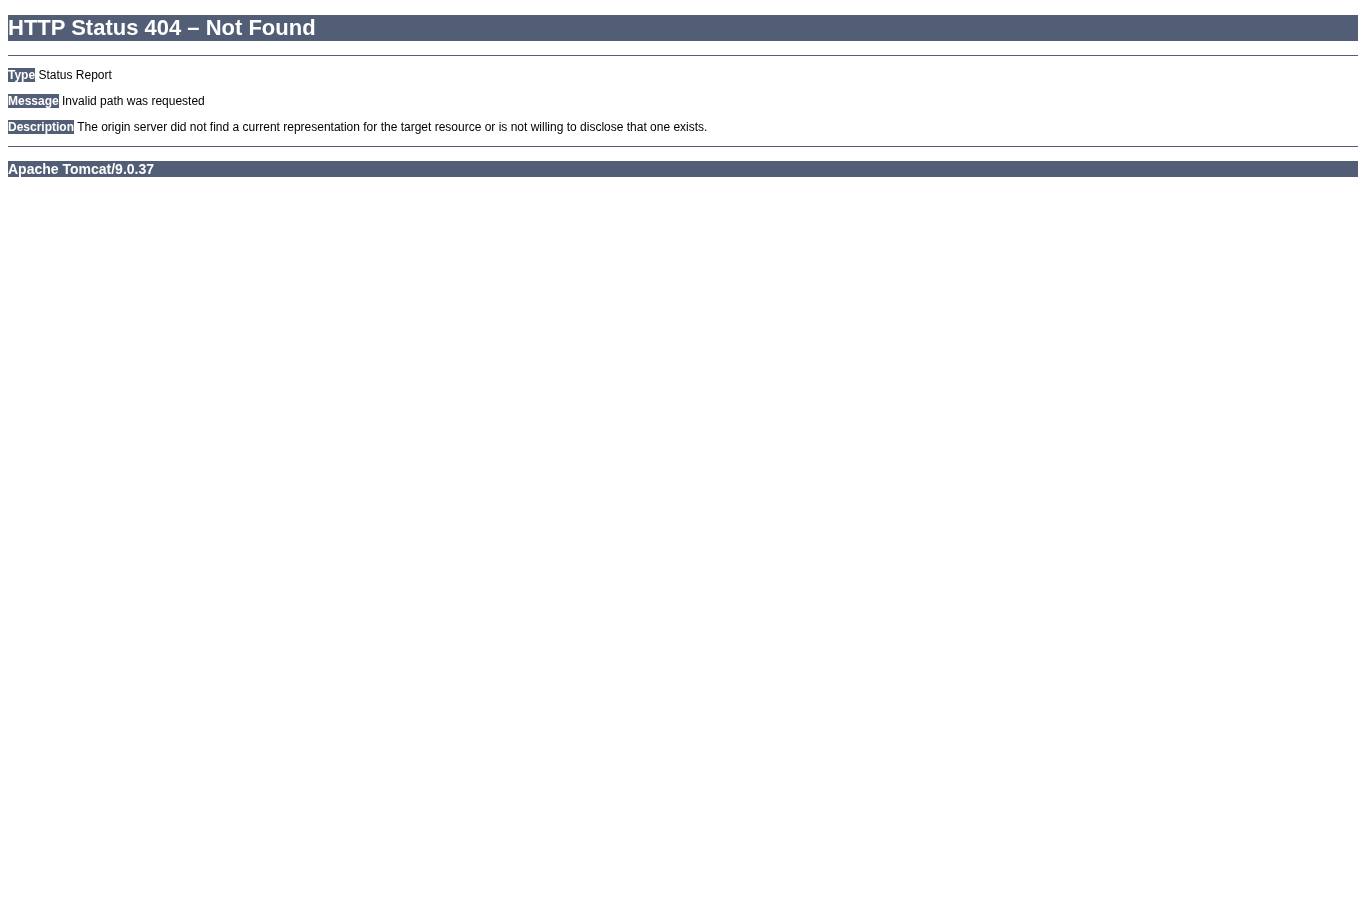 HTTP Status 404 – Not Found
Type Status Report
Message Invalid path was requested
Description The origin server did not find a current representation for the target resource or is not willing to disclose that one exists.
Apache Tomcat/9.0.37